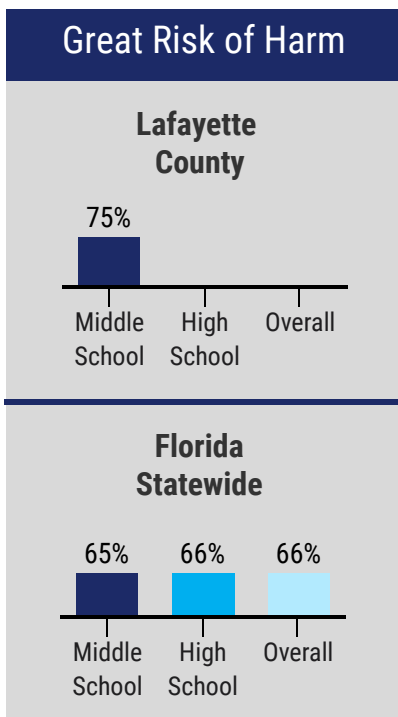 Great Risk of Harm
Lafayette
County
75%
Middle High Overall
School School
Florida
Statewide
65% 66% 66%
Middle High Overall
School School